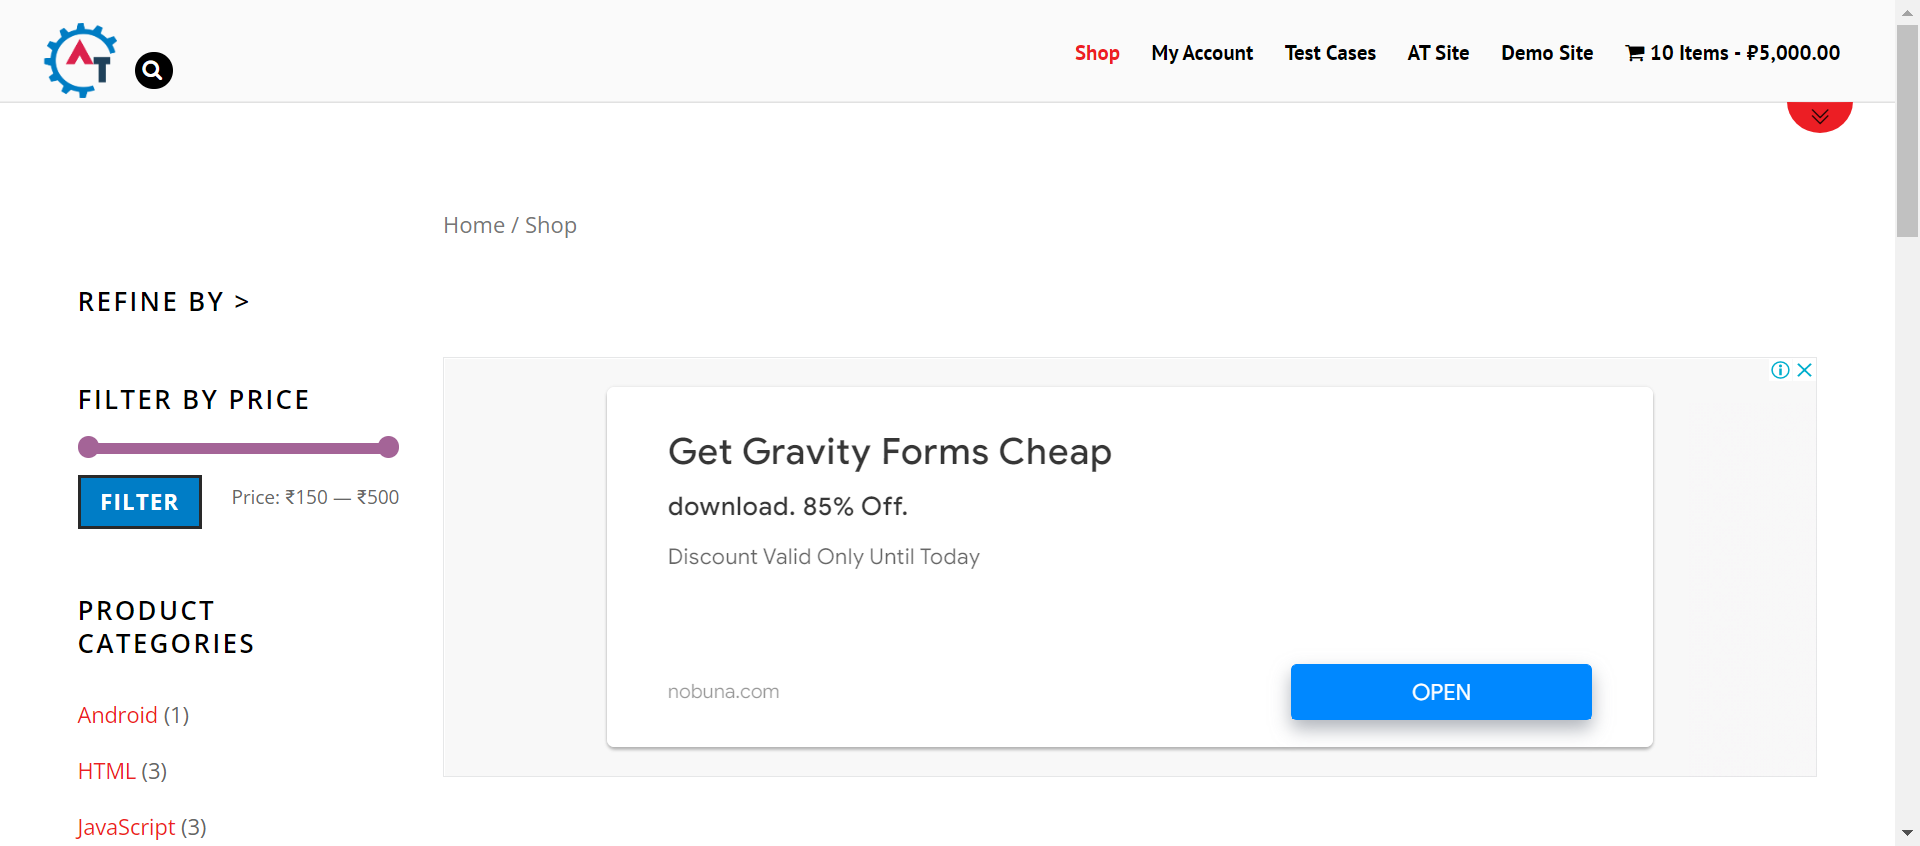 AT
Shop My Account Test Cases AT Site Demo Site 10 Items - ₽5,000.00
Home / Shop
REFINE BY >
FILTER BY PRICE
FILTER Price: ₹150 — ₹500
PRODUCT
CATEGORIES
Android (1)
HTML (3)
JavaScript (3)
Get Gravity Forms Cheap
download. 85% Off.
Discount Valid Only Until Today
nobuna.com OPEN